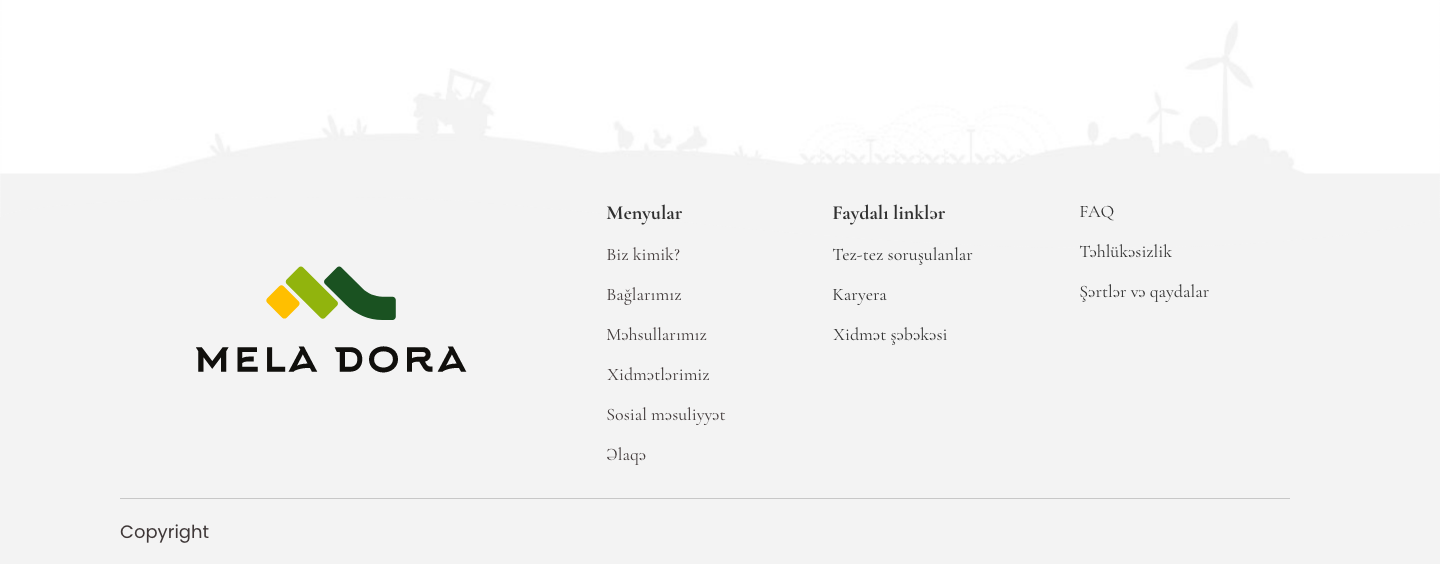 MELA DORA
Menyular
Biz kimik?
Bağlarımız
Məhsullarımız
Xidmətlərimiz
Sosial məsuliyyət
Əlaqə
Faydalı linklər
Tez-tez soruşulanlar
Karyera
Xidmət şəbəkəsi
FAQ
Təhlükəsizlik
Şərtlər və qaydalar
Copyright